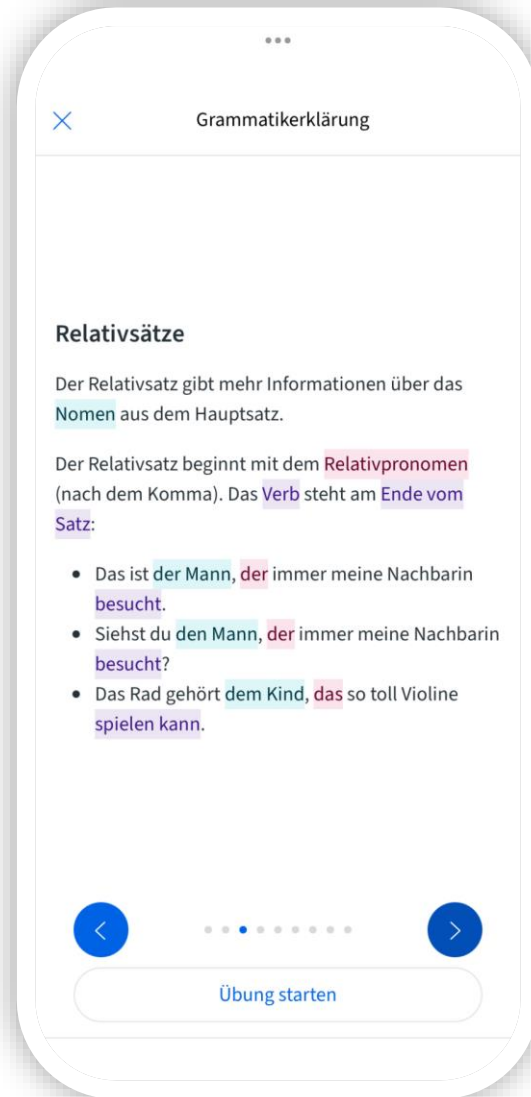 Grammatikerklärung
Relativsätze
Der Relativsatz gibt mehr Informationen über das
Nomen aus dem Hauptsatz.
Der Relativsatz beginnt mit dem Relativpronomen
(nach dem Komma). Das Verb steht am Ende vom
Satz:
• Das ist der Mann, der immer meine Nachbarin
besucht.
• Siehst du den Mann, der immer meine Nachbarin
besucht?
• Das Rad gehört dem Kind, das so toll Violine
spielen kann.
Übung starten